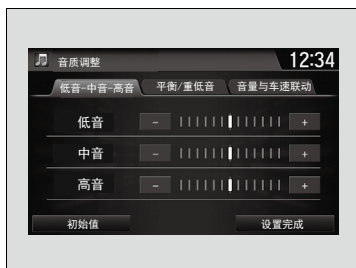 音质调整 12:34
低音-中音-高音 平衡/重低音 音量与车速联动
低音 - +
中音 - +
高音 - +
初始值 设置完成